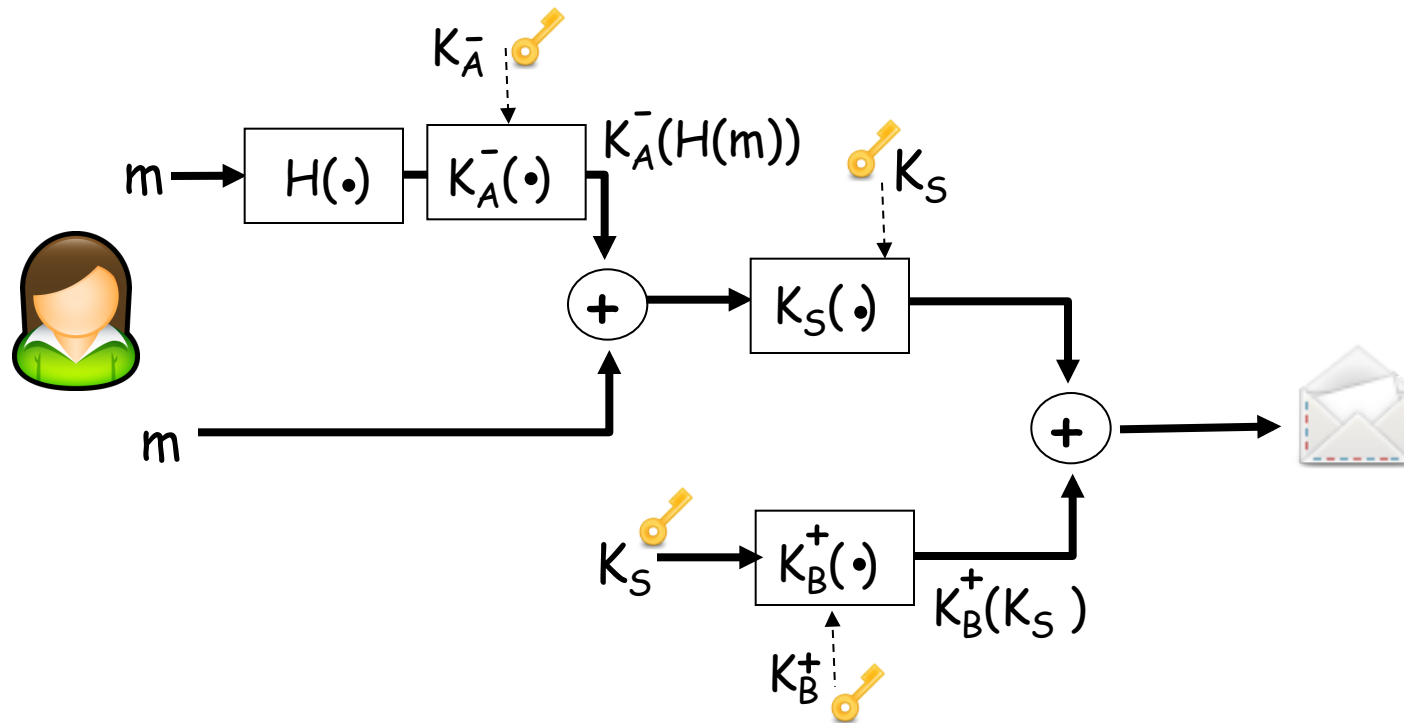 K_A^-
K_A^-(H(m))
K_S
m
H(•)
K_A^-(•)
+
K_S(•)
m
+
K_S
K_B^+(•)
K_B^+(K_S )
K_B^+